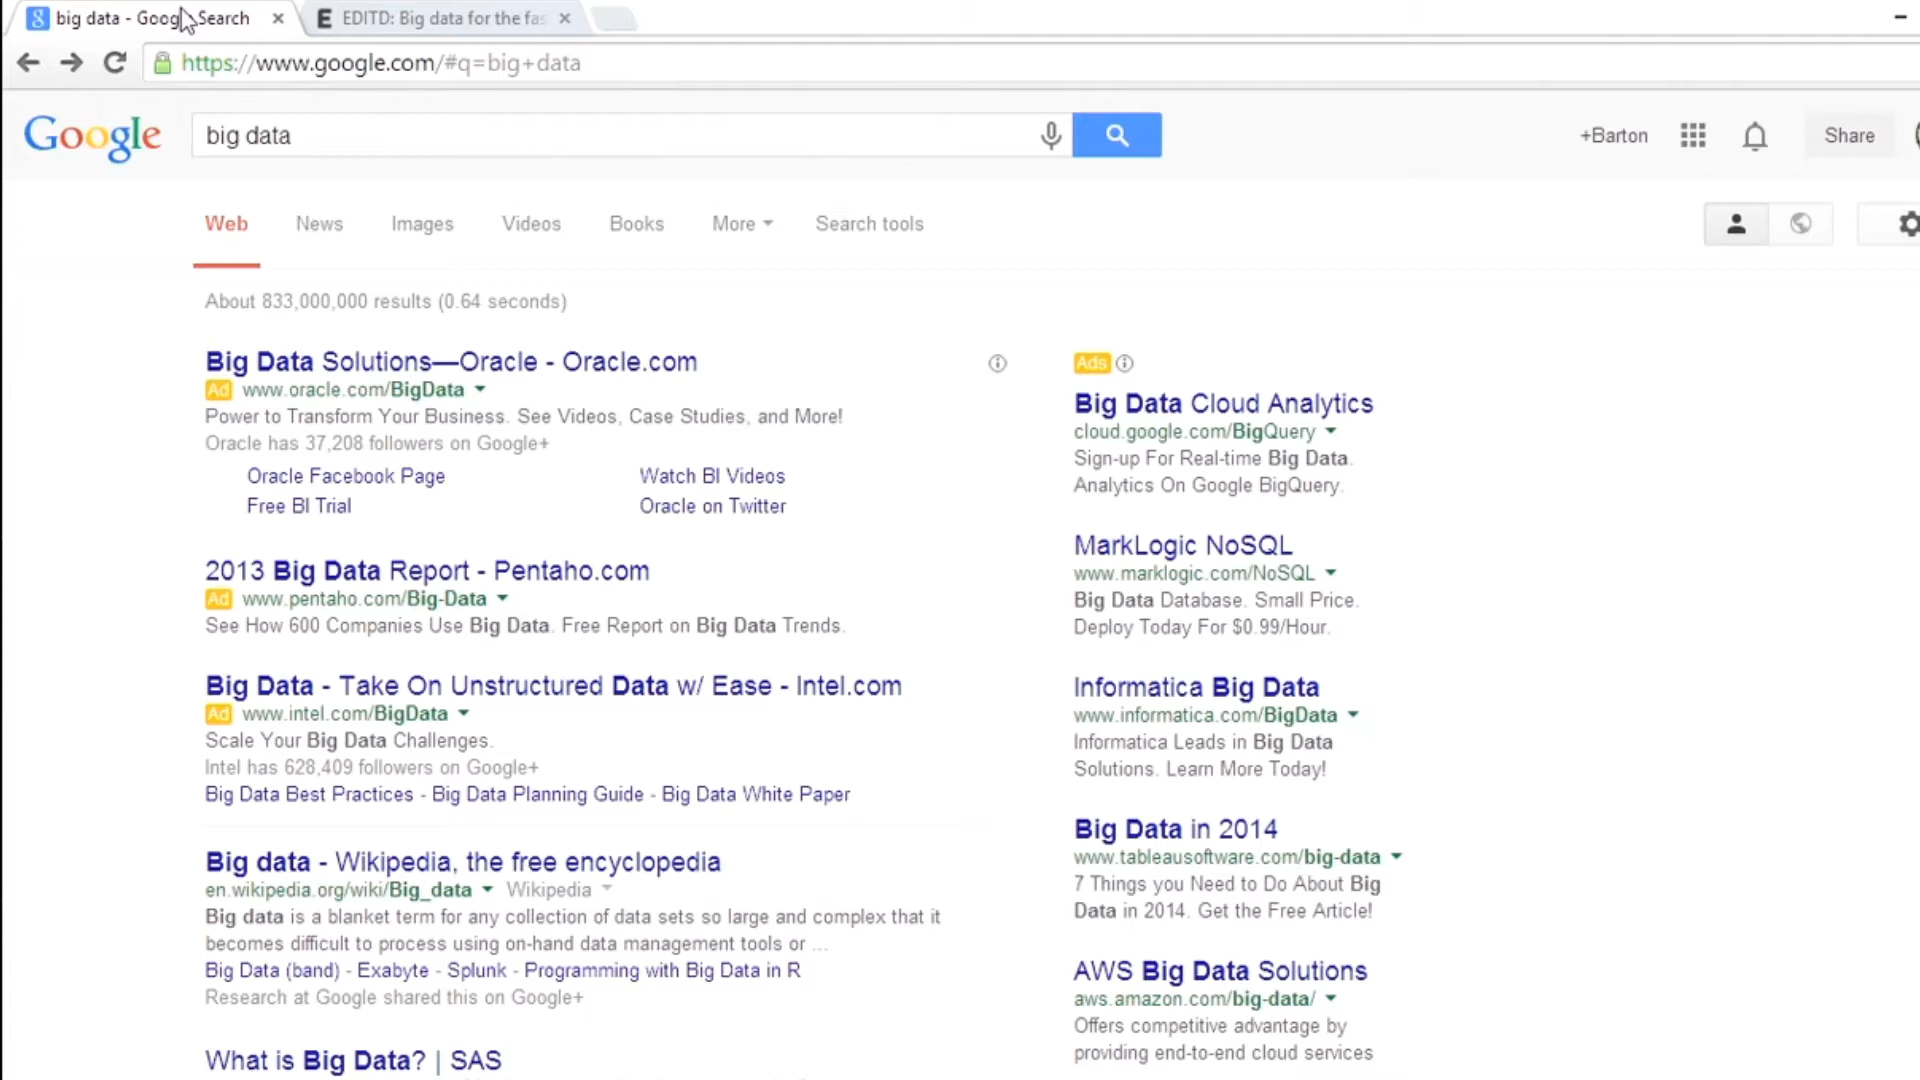 big data - Goog Search
EDITD: Big data for the fas
https://www.google.com/#q=big+data
Google
big data
+Barton
Share
Web
News
Images
Videos
Books
More
Search tools
About 833,000,000 results (0.64 seconds)
Big Data Solutions—Oracle - Oracle.com
Ad www.oracle.com/BigData
Power to Transform Your Business. See Videos, Case Studies, and More!
Oracle has 37,208 followers on Google+
Oracle Facebook Page
Watch BI Videos
Free BI Trial
Oracle on Twitter
2013 Big Data Report - Pentaho.com
Ad www.pentaho.com/Big-Data
See How 600 Companies Use Big Data. Free Report on Big Data Trends.
Big Data - Take On Unstructured Data w/ Ease - Intel.com
Ad www.intel.com/BigData
Scale Your Big Data Challenges.
Intel has 628,409 followers on Google+
Big Data Best Practices - Big Data Planning Guide - Big Data White Paper
Big data - Wikipedia, the free encyclopedia
en.wikipedia.org/wiki/Big_data Wikipedia
Big data is a blanket term for any collection of data sets so large and complex that it
becomes difficult to process using on-hand data management tools or ...
Big Data (band) - Exabyte - Splunk - Programming with Big Data in R
Research at Google shared this on Google+
What is Big Data? | SAS
Ads
Big Data Cloud Analytics
cloud.google.com/BigQuery
Sign-up For Real-time Big Data.
Analytics On Google BigQuery.
MarkLogic NoSQL
www.marklogic.com/NoSQL
Big Data Database. Small Price.
Deploy Today For $0.99/Hour.
Informatica Big Data
www.informatica.com/BigData
Informatica Leads in Big Data
Solutions. Learn More Today!
Big Data in 2014
www.tableausoftware.com/big-data
7 Things you Need to Do About Big
Data in 2014. Get the Free Article!
AWS Big Data Solutions
aws.amazon.com/big-data/
Offers competitive advantage by
providing end-to-end cloud services